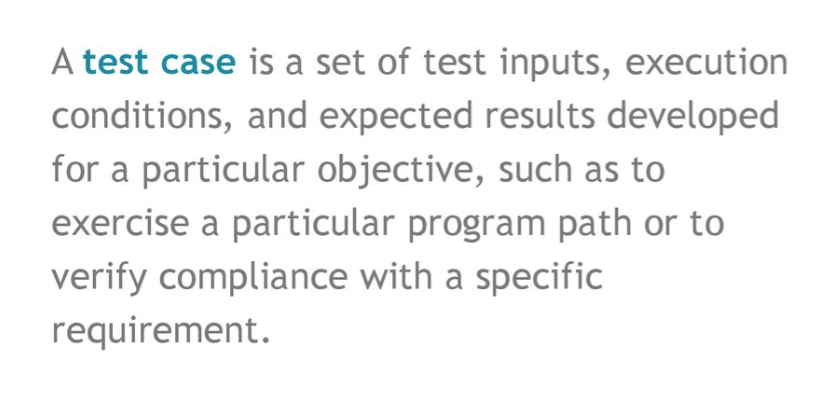 A test case is a set of test inputs, execution
conditions, and expected results developed
for a particular objective, such as to
exercise a particular program path or to
verify compliance with a specific
requirement.